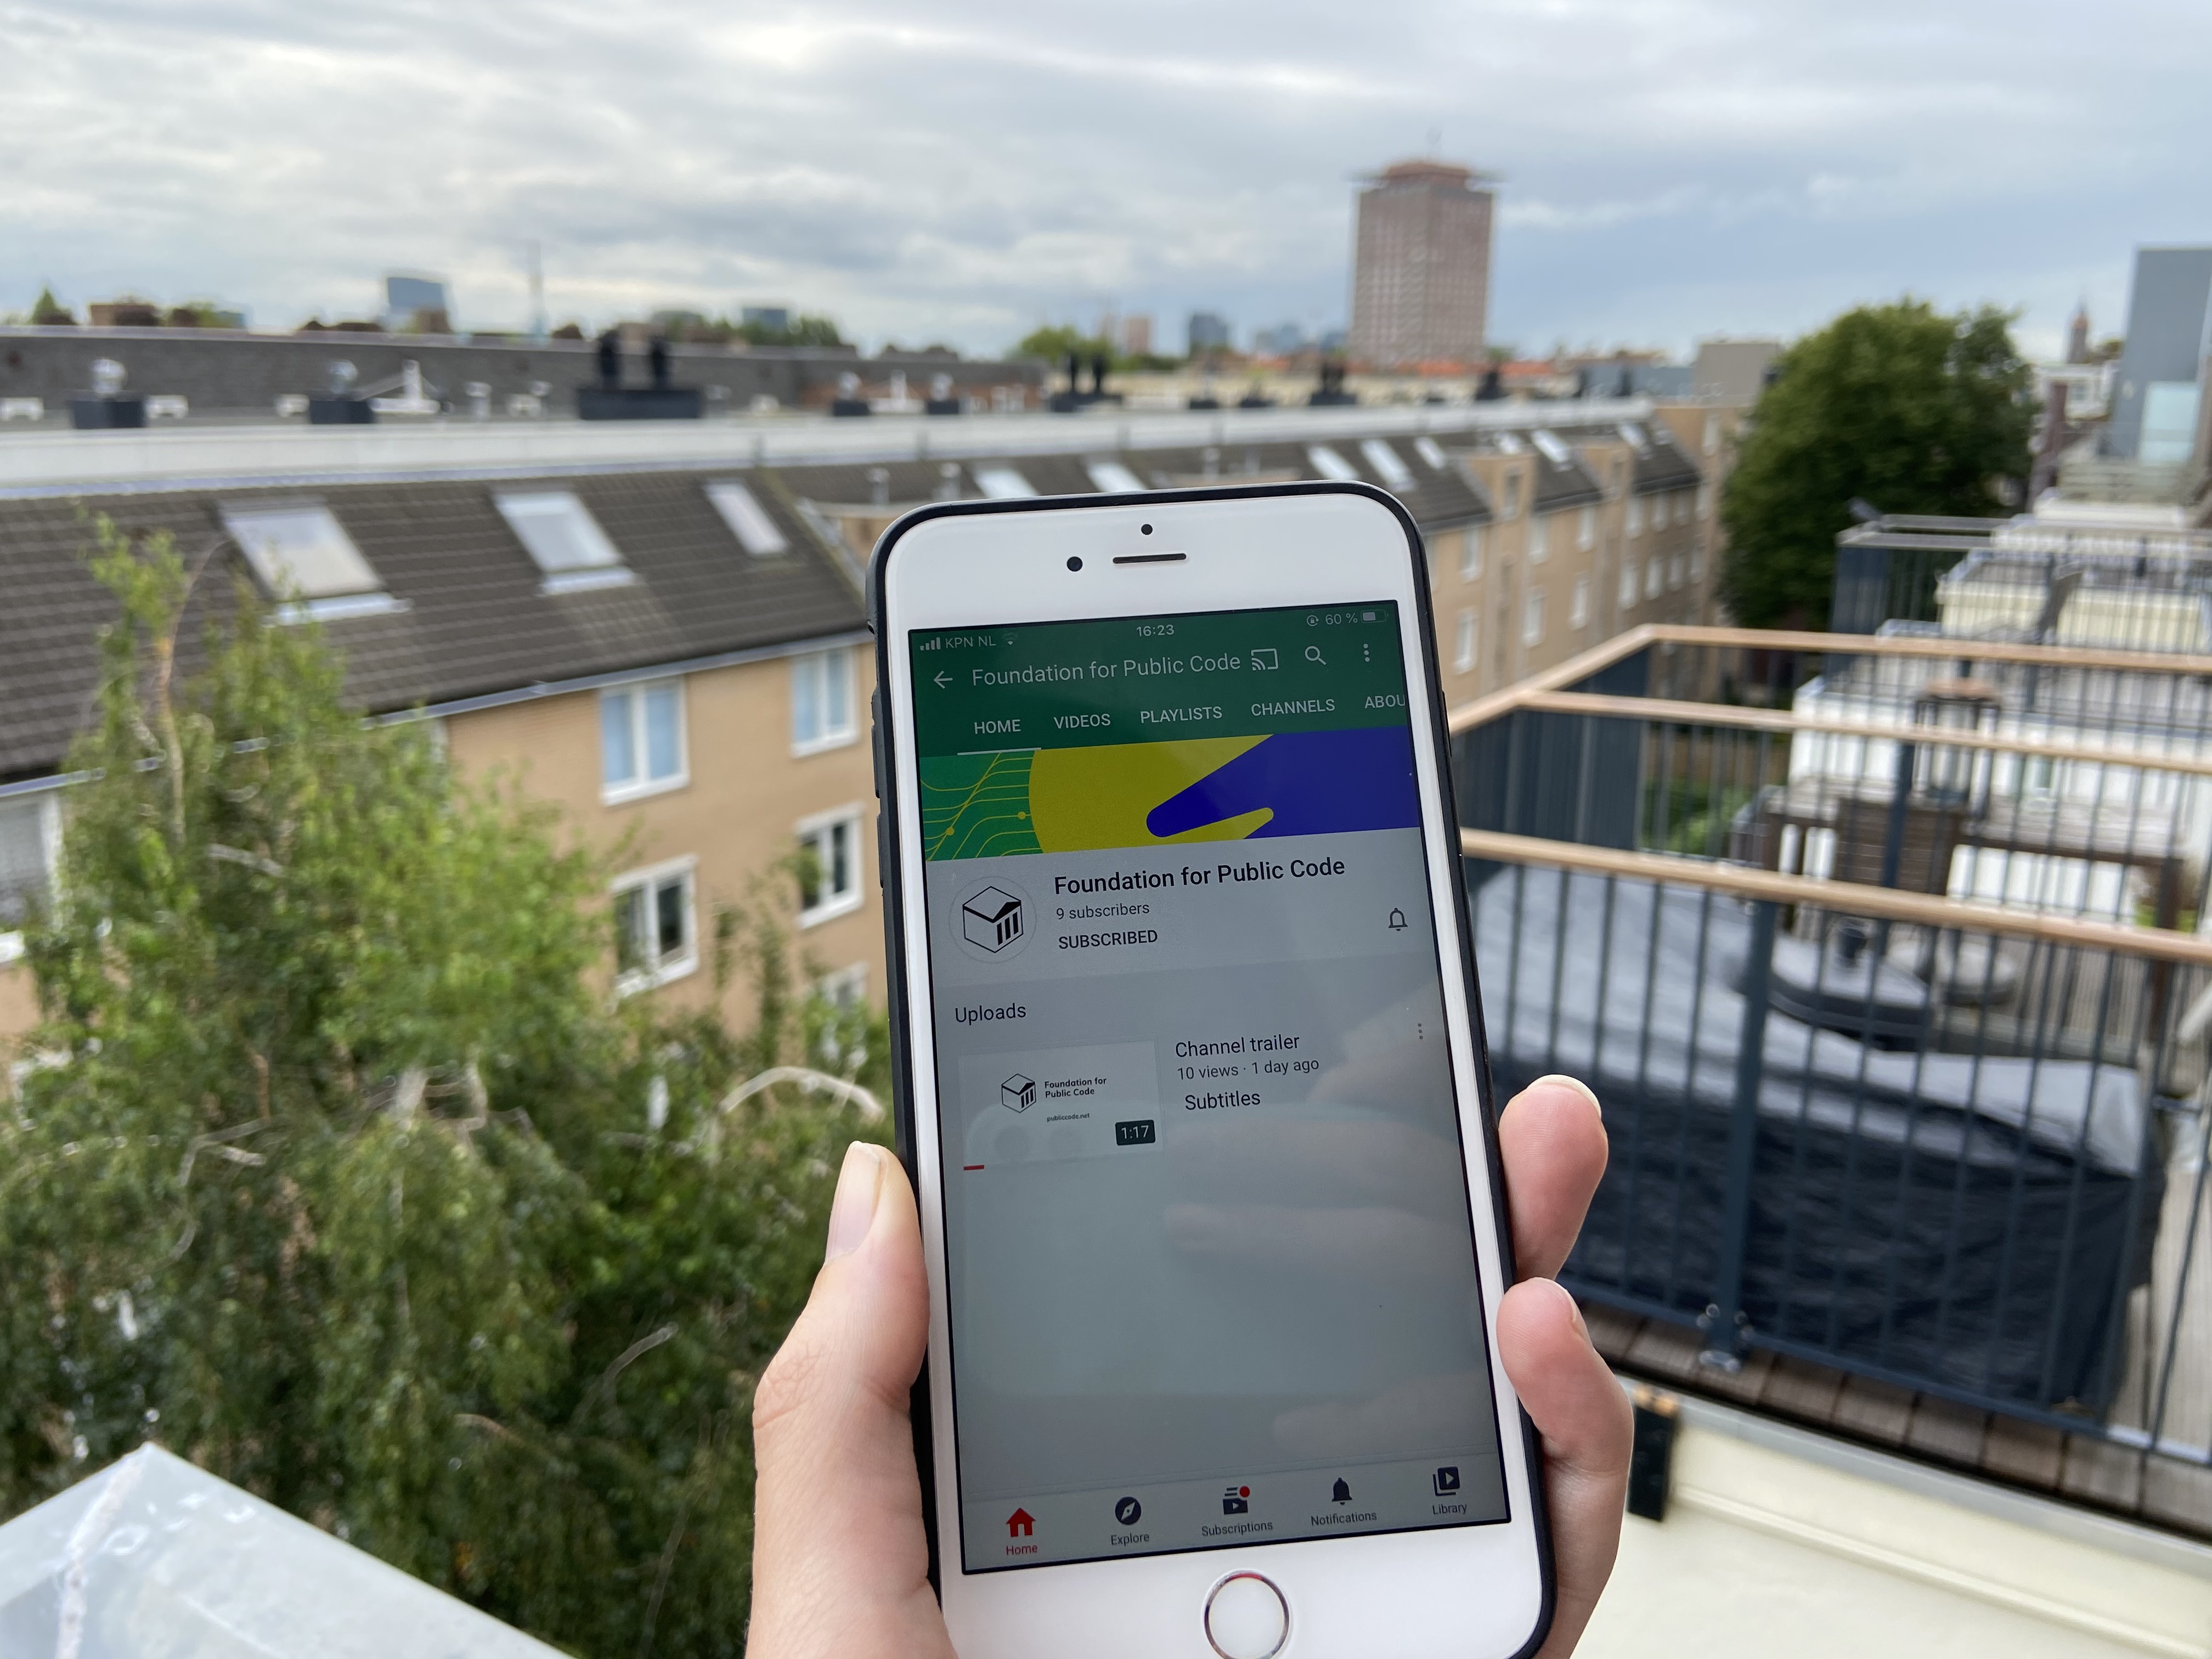 KPN NL 16:23 60 %
Foundation for Public Code
HOME VIDEOS PLAYLISTS CHANNELS ABOU
Foundation for Public Code
9 subscribers
SUBSCRIBED
Uploads
Channel trailer
10 views · 1 day ago
Subtitles
Foundation for
Public Code
publiccode.net
1:17
Home Explore Subscriptions Notifications Library